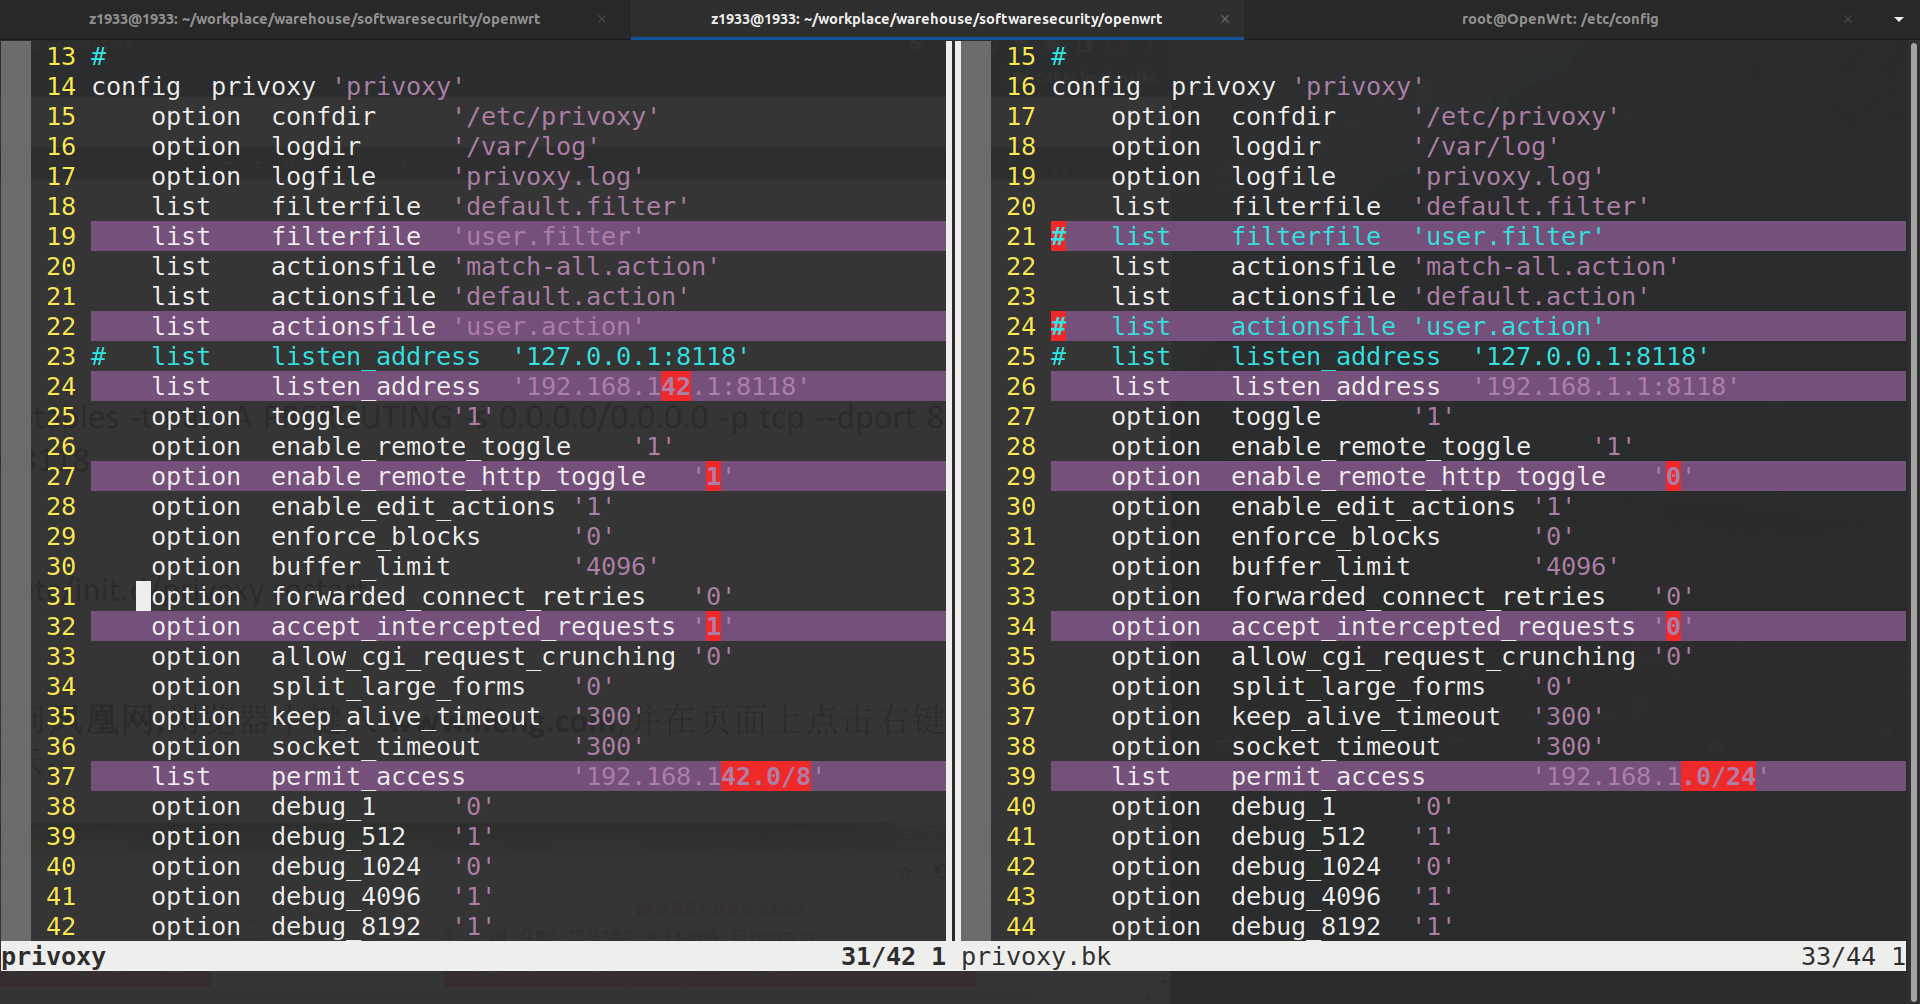 z1933@1933: ~/workplace/warehouse/softwaresecurity/openwrt × z1933@1933: ~/workplace/warehouse/softwaresecurity/openwrt × root@OpenWrt: /etc/config ×
13 #
14 config  privoxy 'privoxy'
15     option  confdir     '/etc/privoxy'
16     option  logdir      '/var/log'
17     option  logfile     'privoxy.log'
18     list    filterfile  'default.filter'
19     list    filterfile  'user.filter'
20     list    actionsfile 'match-all.action'
21     list    actionsfile 'default.action'
22     list    actionsfile 'user.action'
23 #   list    listen_address  '127.0.0.1:8118'
24     list    listen_address  '192.168.142.1:8118'
25     option  toggle      '1'
26     option  enable_remote_toggle    '1'
27     option  enable_remote_http_toggle   '1'
28     option  enable_edit_actions '1'
29     option  enforce_blocks      '0'
30     option  buffer_limit        '4096'
31     option  forwarded_connect_retries   '0'
32     option  accept_intercepted_requests '1'
33     option  allow_cgi_request_crunching '0'
34     option  split_large_forms   '0'
35     option  keep_alive_timeout  '300'
36     option  socket_timeout      '300'
37     list    permit_access       '192.168.142.0/8'
38     option  debug_1     '0'
39     option  debug_512   '1'
40     option  debug_1024  '0'
41     option  debug_4096  '1'
42     option  debug_8192  '1'
privoxy 31/42 1
15 #
16 config  privoxy 'privoxy'
17     option  confdir     '/etc/privoxy'
18     option  logdir      '/var/log'
19     option  logfile     'privoxy.log'
20     list    filterfile  'default.filter'
21 #   list    filterfile  'user.filter'
22     list    actionsfile 'match-all.action'
23     list    actionsfile 'default.action'
24 #   list    actionsfile 'user.action'
25 #   list    listen_address  '127.0.0.1:8118'
26     list    listen_address  '192.168.1.1:8118'
27     option  toggle      '1'
28     option  enable_remote_toggle    '1'
29     option  enable_remote_http_toggle   '0'
30     option  enable_edit_actions '1'
31     option  enforce_blocks      '0'
32     option  buffer_limit        '4096'
33     option  forwarded_connect_retries   '0'
34     option  accept_intercepted_requests '0'
35     option  allow_cgi_request_crunching '0'
36     option  split_large_forms   '0'
37     option  keep_alive_timeout  '300'
38     option  socket_timeout      '300'
39     list    permit_access       '192.168.1.0/24'
40     option  debug_1     '0'
41     option  debug_512   '1'
42     option  debug_1024  '0'
43     option  debug_4096  '1'
44     option  debug_8192  '1'
privoxy.bk 33/44 1